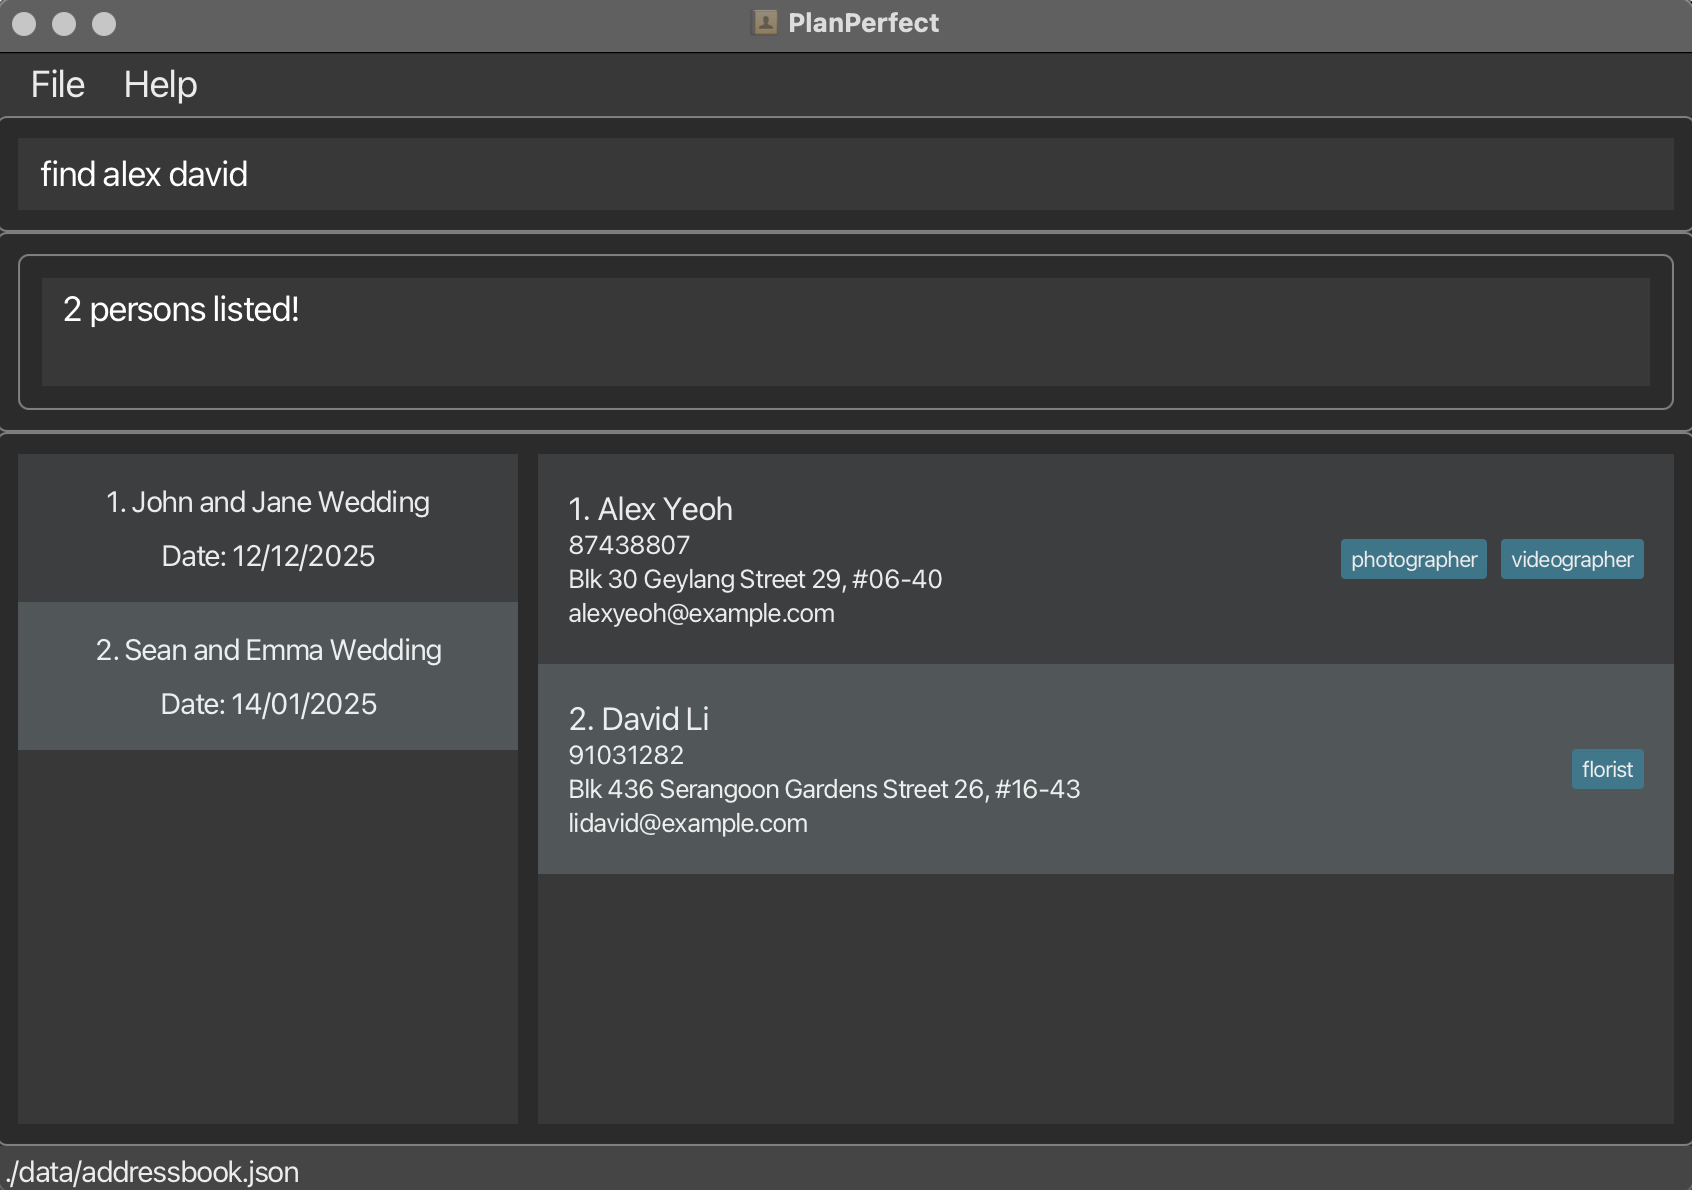 PlanPerfect
File Help
find alex david
2 persons listed!
1. John and Jane Wedding
Date: 12/12/2025
2. Sean and Emma Wedding
Date: 14/01/2025
1. Alex Yeoh
87438807
Blk 30 Geylang Street 29, #06-40
alexyeoh@example.com
photographer videographer
2. David Li
91031282
Blk 436 Serangoon Gardens Street 26, #16-43
lidavid@example.com
florist
./data/addressbook.json